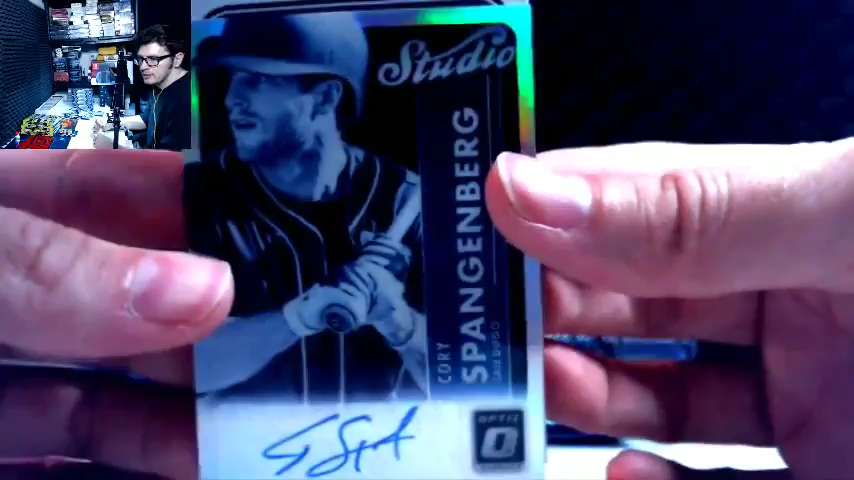 Studio
CORY
SPANGENBERG
SAN DIEGO
OPTIC